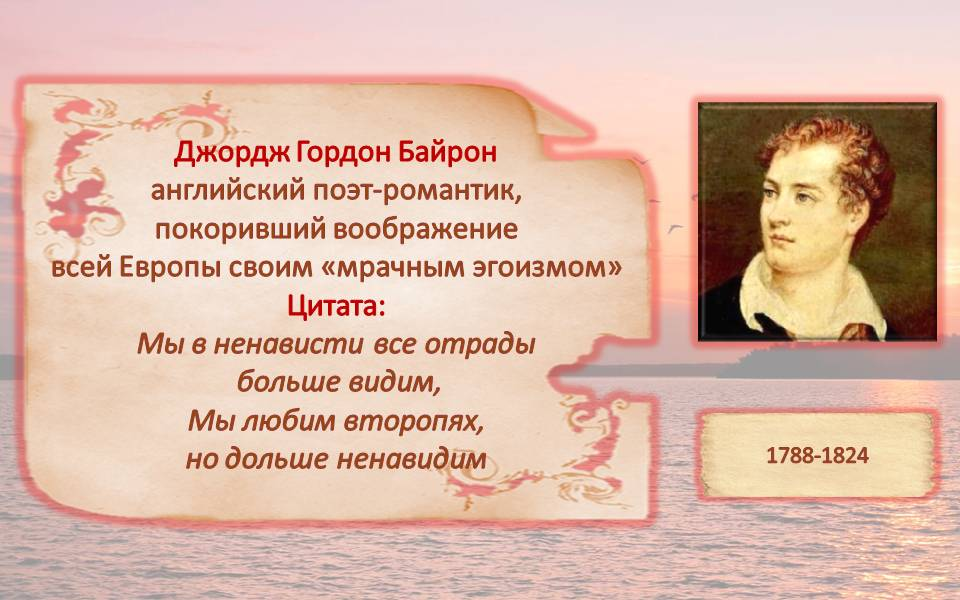 Джордж Гордон Байрон
английский поэт-романтик,
покоривший воображение
всей Европы своим «мрачным эгоизмом»
Цитата:
Мы в ненависти все отрады
больше видим,
Мы любим второпях,
но дольше ненавидим
1788-1824